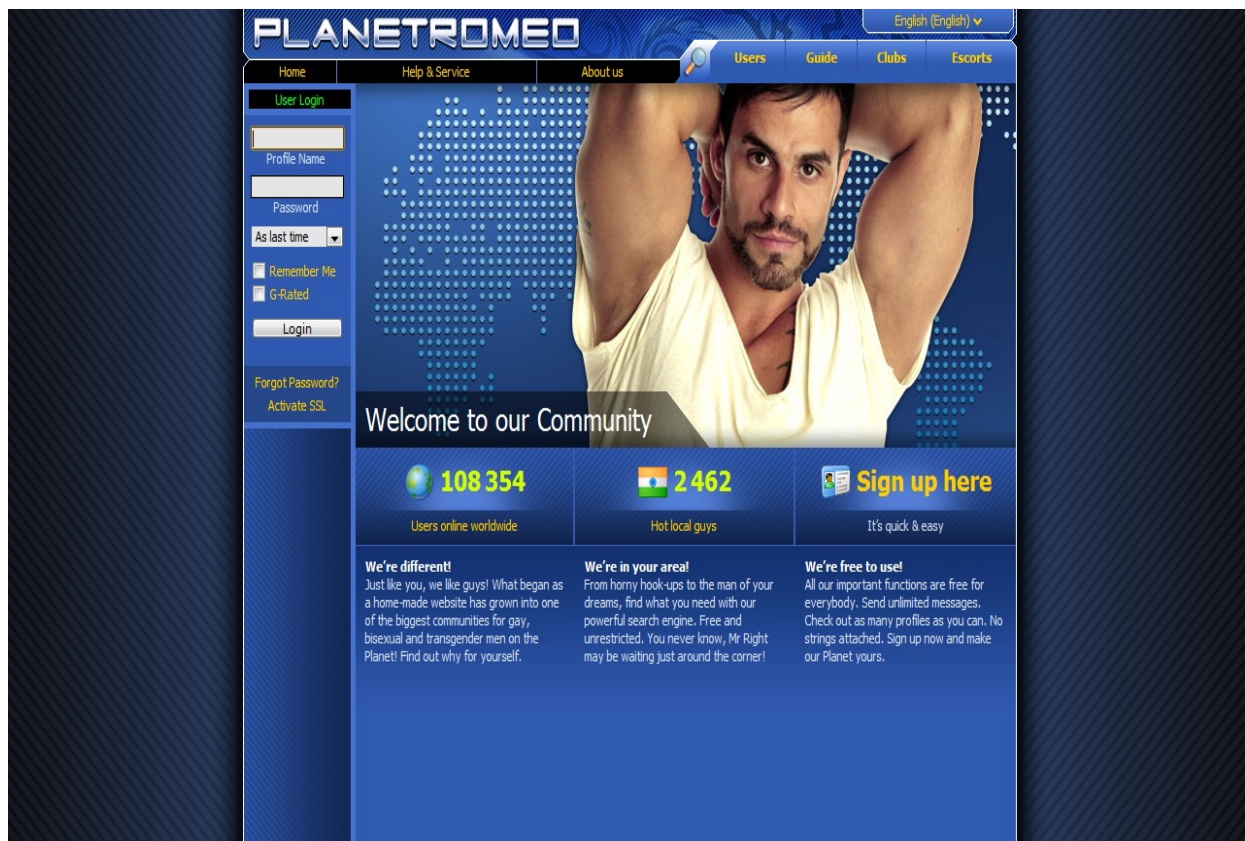 PLANETROMEO
English (English)
Home
Help & Service
About us
Users
Guide
Clubs
Escorts
User Login
Profile Name
Password
As last time
Remember Me
G-Rated
Login
Forgot Password?
Activate SSL
Welcome to our Community
108 354
Users online worldwide
2 462
Hot local guys
Sign up here
It's quick & easy
We're different!
Just like you, we like guys! What began as
a home-made website has grown into one
of the biggest communities for gay,
bisexual and transgender men on the
Planet! Find out why for yourself.
We're in your area!
From horny hook-ups to the man of your
dreams, find what you need with our
powerful search engine. Free and
unrestricted. You never know, Mr Right
may be waiting just around the corner!
We're free to use!
All our important functions are free for
everybody. Send unlimited messages.
Check out as many profiles as you can. No
strings attached. Sign up now and make
our Planet yours.